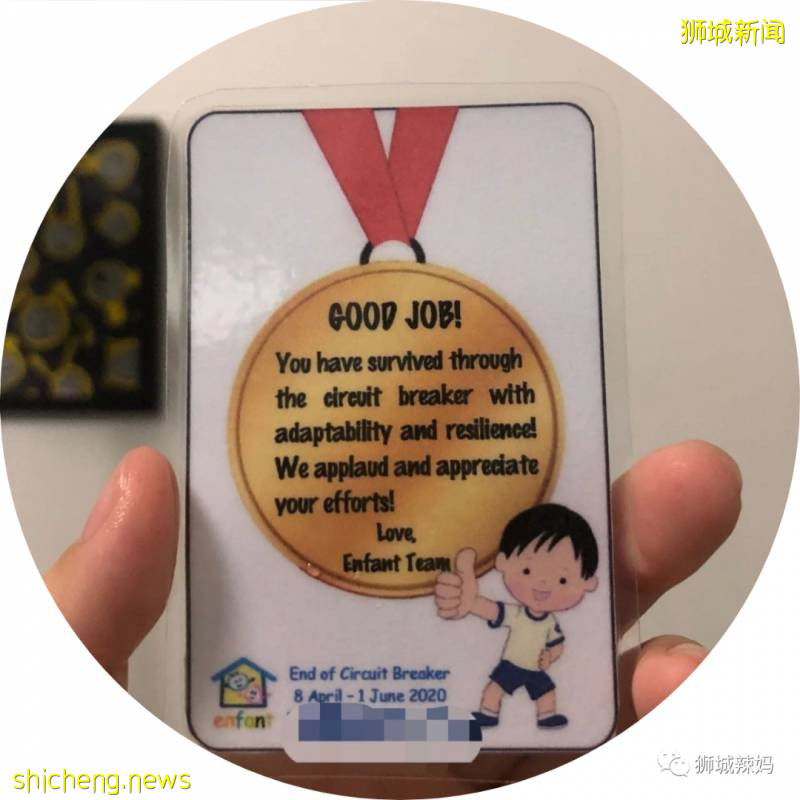 狮城新闻
GOOD JOB!
You have survived through
the circuit breaker with
adaptability and resilience!
We applaud and appreciate
your efforts!
Love,
Enfant Team
End of Circuit Breaker
8 April - 1 June 2020
enfant
shicheng.news
狮城辣妈